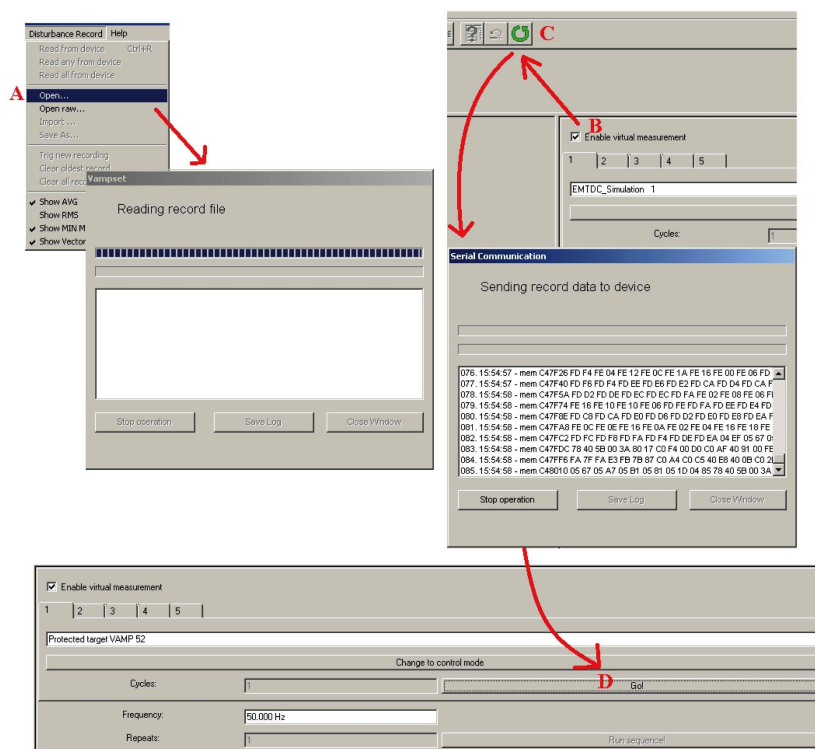 Disturbance Record Help
Read from device Ctrl+R
Read any from device
Read all from device
A
Open...
Open raw...
Import ...
Save As...
Trig new recording
Clear oldest record
Clear all
Show AVG
Show RMS
Show MIN M
Show Vector
Vampset
Reading record file
Stop operation Save Log Close Window
C
B
Enable virtual measurement
1 2 3 4 5
EMTDC_Simulation 1
Cycles: 1
Serial Communication
Sending record data to device
076. 15:54:57 - mem C47F26 FD F4 FE 04 FE 12 FE 0C FE 1A FE 16 FE 00 FE 06 FD
077. 15:54:57 - mem C47F40 FD F6 FD F4 FD EE FD E6 FD E2 FD CA FD D4 FD CA F
078. 15:54:58 - mem C47F5A FD D2 FD DE FD EC FD EC FD FA FE 02 FE 08 FE 06 F
079. 15:54:58 - mem C47F74 FE 16 FE 10 FE 10 FE 06 FD FE FD FA FD EE FD E4 FD
080. 15:54:58 - mem C47F8E FD C8 FD CA FD E0 FD D6 FD D2 FD E0 FD E8 FD EA F
081. 15:54:58 - mem C47FA8 FE 0C FE 0E FE 16 FE 0A FE 02 FE 04 FE 16 FE 18 FE
082. 15:54:58 - mem C47FC2 FD FC FD F8 FD FA FD F4 FD DE FD EA 04 EF 05 67 0
083. 15:54:58 - mem C47FDC 78 40 5B 00 3A 80 17 C0 F4 00 D0 C0 AF 40 91 00 FE
084. 15:54:58 - mem C47FF6 FA 7F FA E3 FB 7B 87 C0 A4 C0 C5 40 E8 40 0B C0
085. 15:54:58 - mem C48010 05 67 05 A7 05 B1 05 81 05 1D 04 85 78 40 5B 00 3A
Stop operation Save Log Close Window
Enable virtual measurement
1 2 3 4 5
Protected target VAMP 52
Change to control mode
Cycles: 1 D Go!
Frequency: 50.000 Hz
Repeats: 1 Run sequence!